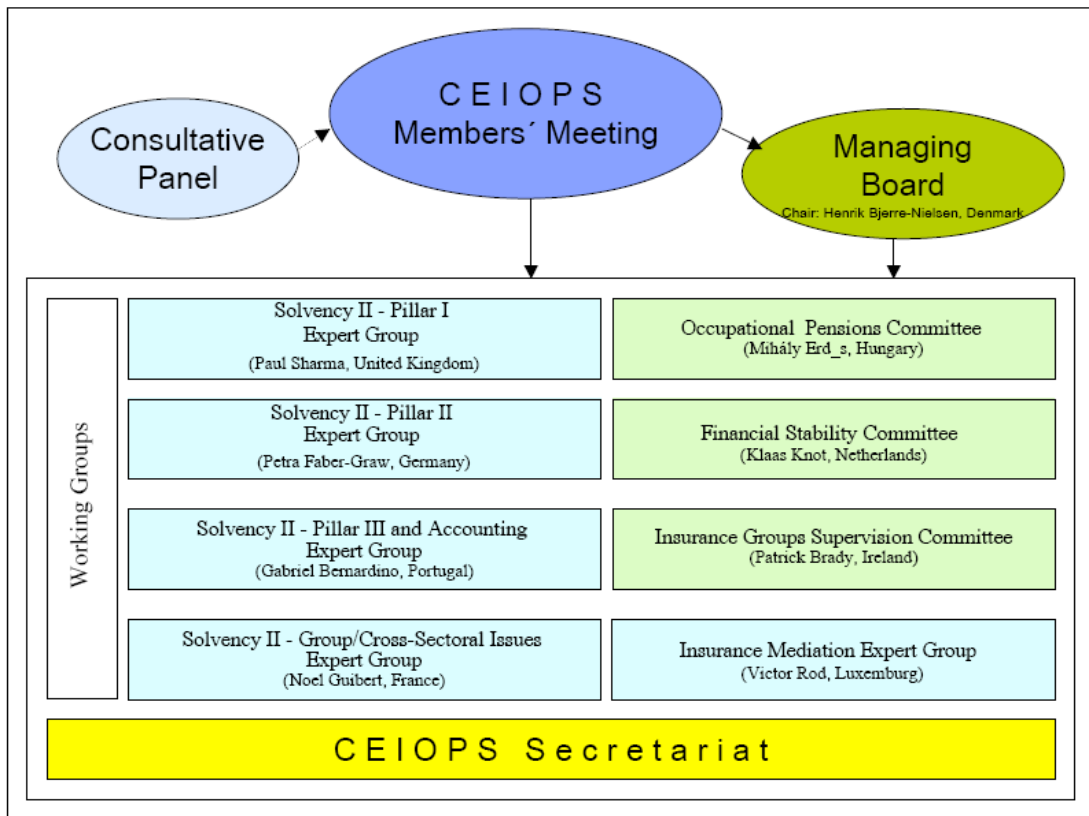 C E I O P S
Members´ Meeting
Consultative
Panel
Managing
Board
Chair: Henrik Bjerre-Nielsen, Denmark
Working Groups
Solvency II - Pillar I
Expert Group
(Paul Sharma, United Kingdom)
Occupational Pensions Committee
(Mihály Erd_s, Hungary)
Solvency II - Pillar II
Expert Group
(Petra Faber-Graw, Germany)
Financial Stability Committee
(Klaas Knot, Netherlands)
Solvency II - Pillar III and Accounting
Expert Group
(Gabriel Bernardino, Portugal)
Insurance Groups Supervision Committee
(Patrick Brady, Ireland)
Solvency II - Group/Cross-Sectoral Issues
Expert Group
(Noel Guibert, France)
Insurance Mediation Expert Group
(Victor Rod, Luxemburg)
C E I O P S S e c r e t a r i a t